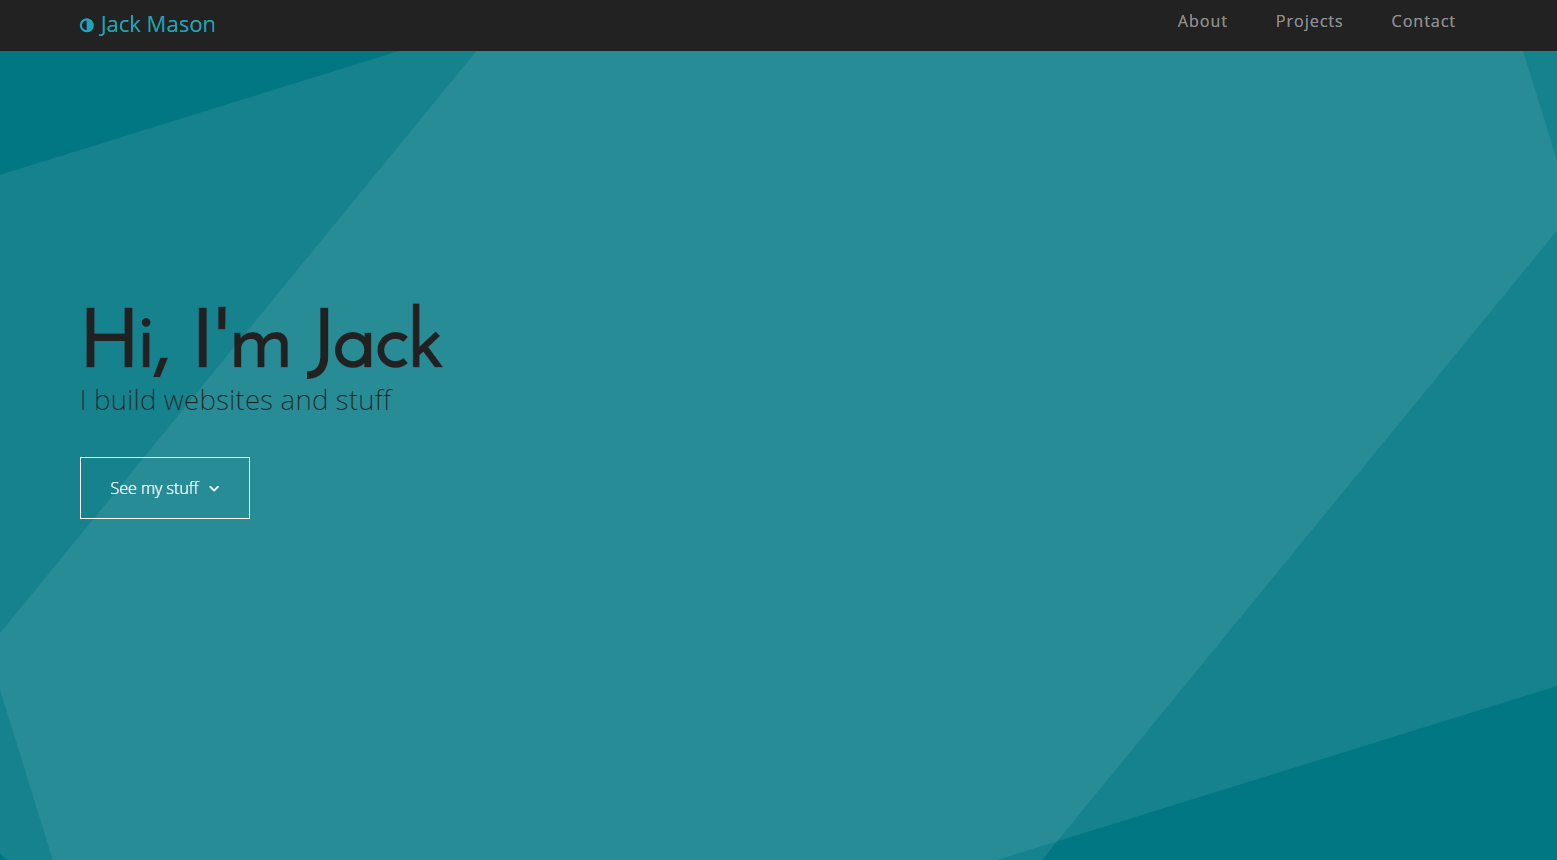 Jack Mason
About Projects Contact
Hi, I'm Jack
I build websites and stuff
See my stuff